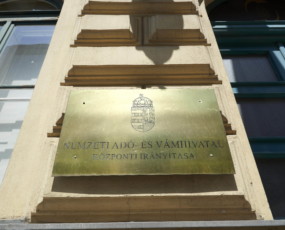 NEMZETI ADÓ- ÉS VÁMHIVATAL
KÖZPONTI IRÁNYÍTÁSA